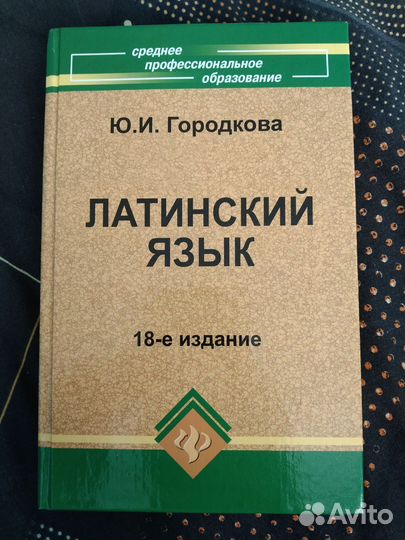 среднее
профессиональное
образование
Ю.И. Городкова
ЛАТИНСКИЙ
ЯЗЫК
18-е издание
Avito